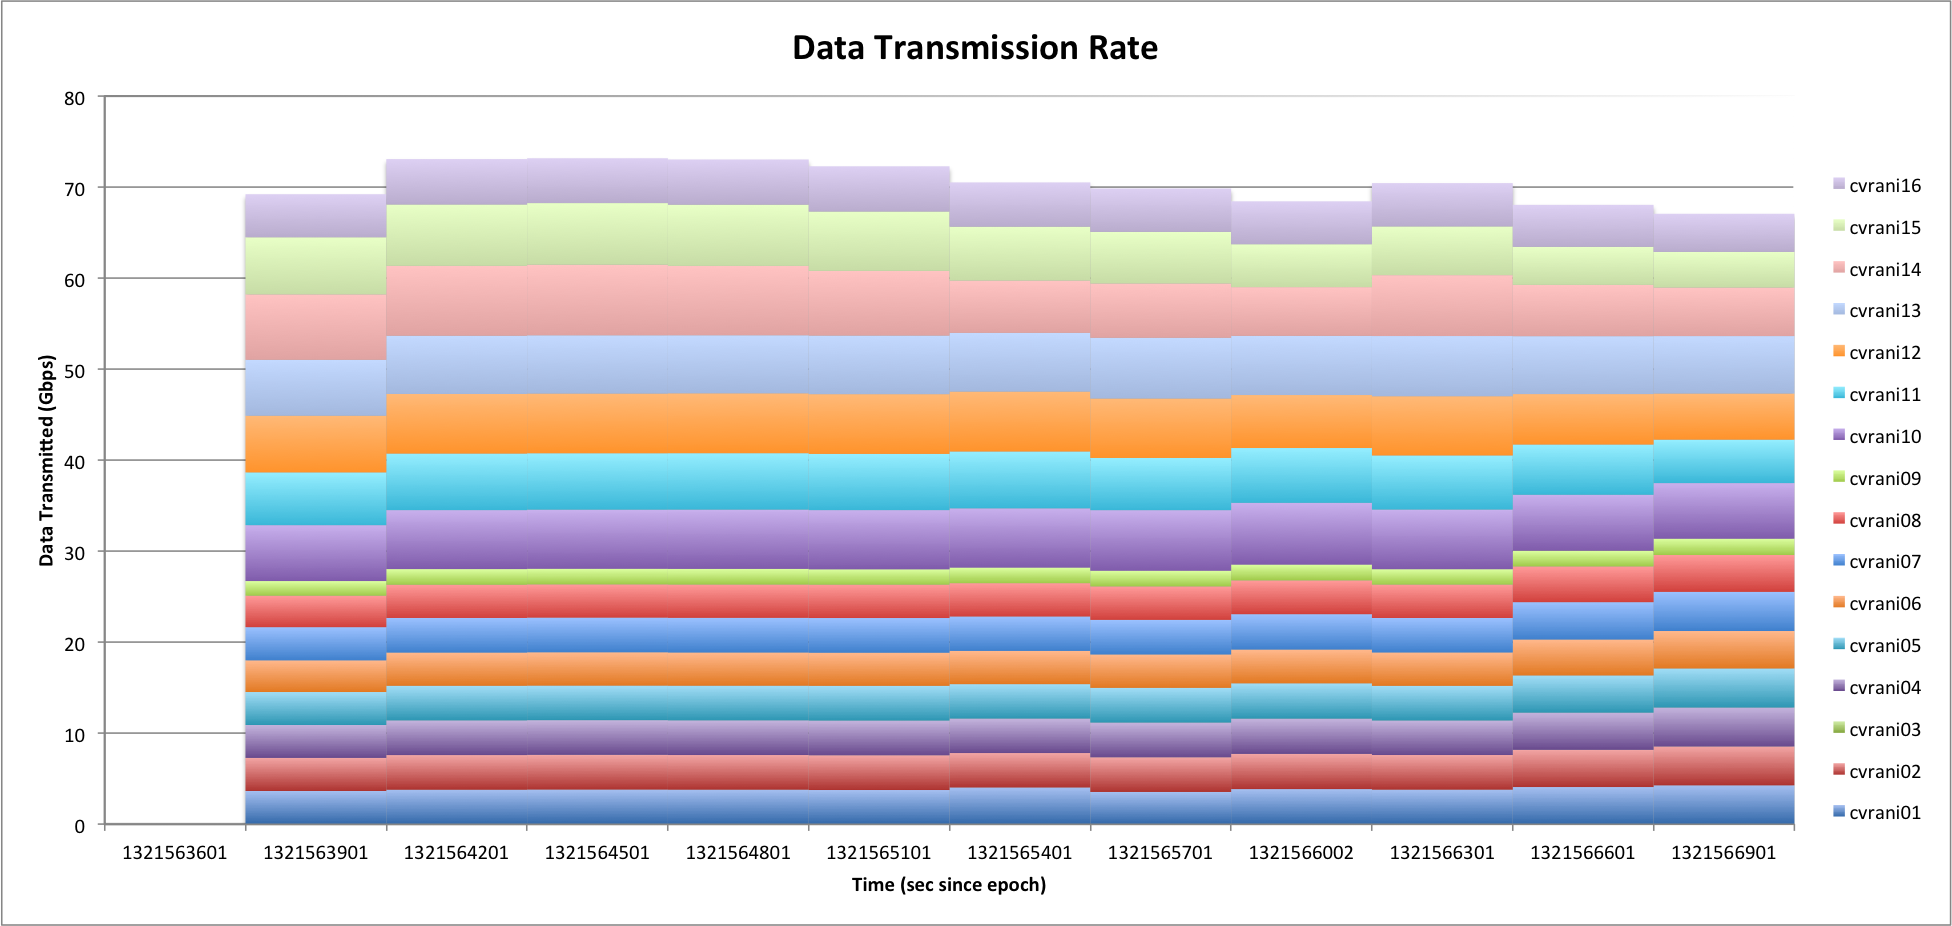 Data Transmission Rate
80
70
60
50
40
30
20
10
0
Data Transmitted (Gbps)
1321563601 1321563901 1321564201 1321564501 1321564801 1321565101 1321565401 1321565701 1321566002 1321566301 1321566601 1321566901
Time (sec since epoch)
cvrani16
cvrani15
cvrani14
cvrani13
cvrani12
cvrani11
cvrani10
cvrani09
cvrani08
cvrani07
cvrani06
cvrani05
cvrani04
cvrani03
cvrani02
cvrani01